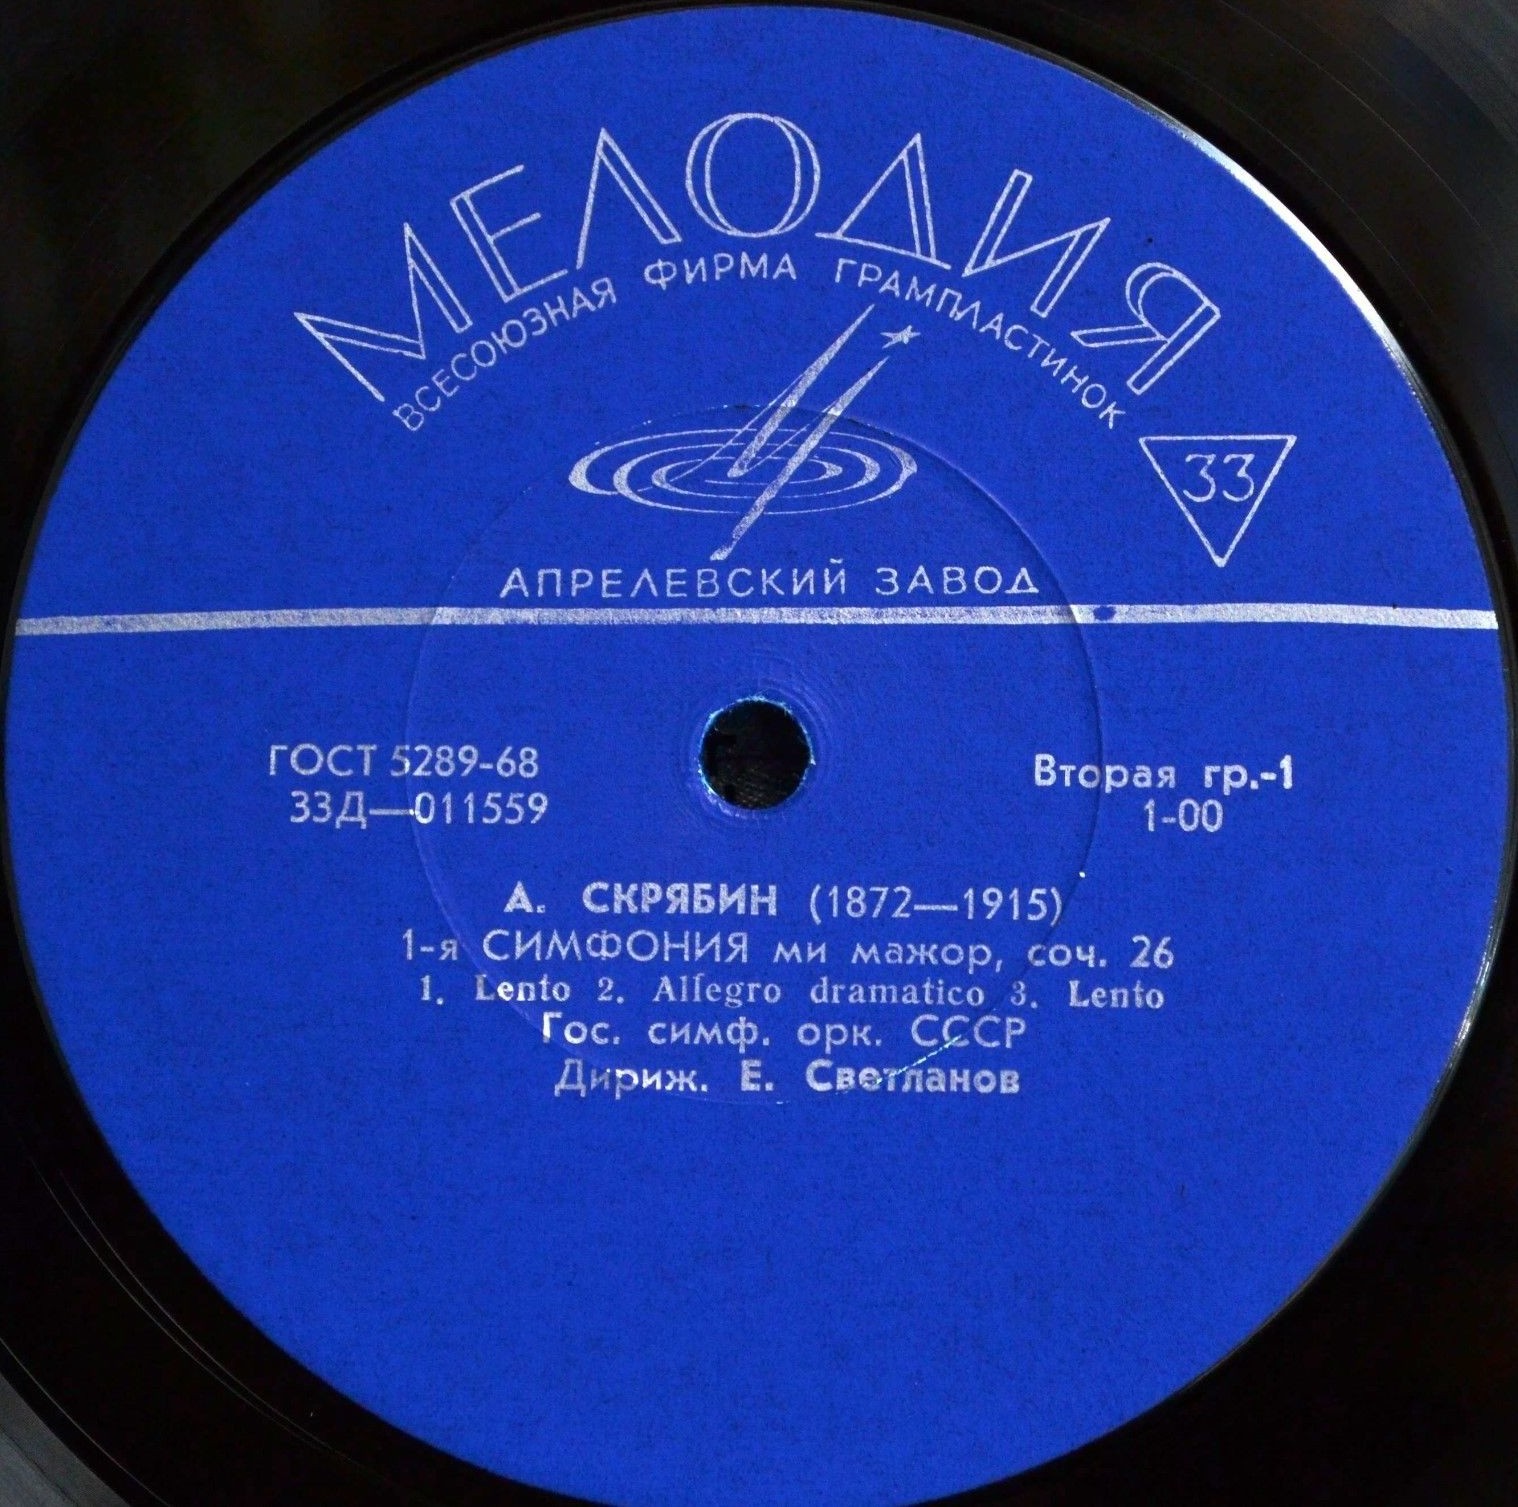 МЕЛОДИЯ
ВСЕСОЮЗНАЯ ФИРМА ГРАМПЛАСТИНОК
33
АПРЕЛЕВСКИЙ ЗАВОД
ГОСТ 5289-68
33Д—011559
Вторая гр.-1
1-00
А. СКРЯБИН (1872—1915)
1-я СИМФОНИЯ ми мажор, соч. 26
1. Lento 2. Allegro dramatico 3. Lento
Гос. симф. орк. СССР
Дириж. Е. Светланов